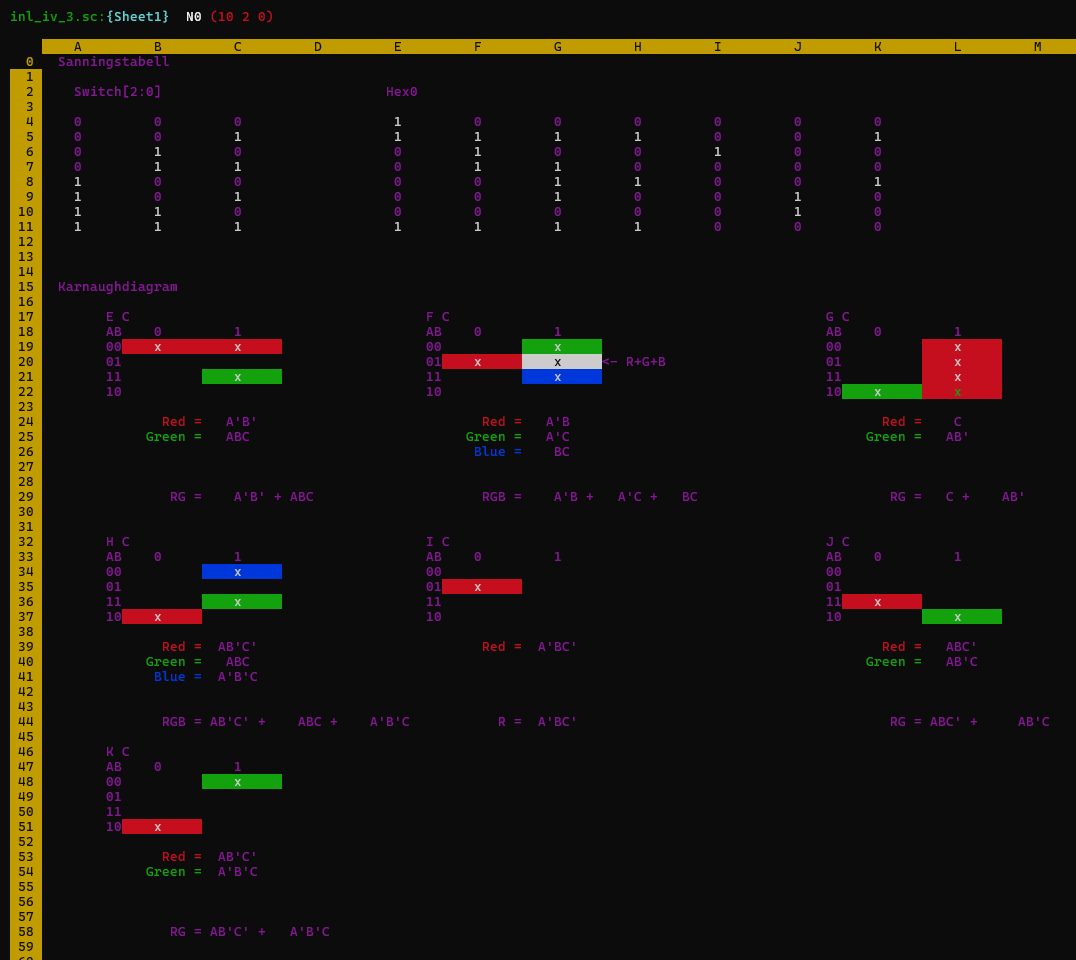 inl_iv_3.sc:{Sheet1} N0 (10 2 0)
A B C D E F G H I J K L M
0 Sanningstabell
1
2 Switch[2:0] Hex0
3
4 0 0 0 1 0 0 0 0 0 0
5 0 0 1 1 1 1 1 0 0 1
6 0 1 0 0 1 0 0 1 0 0
7 0 1 1 0 1 1 0 0 0 0
8 1 0 0 0 0 1 1 0 0 1
9 1 0 1 0 0 1 0 0 1 0
10 1 1 0 0 0 0 0 0 1 0
11 1 1 1 1 1 1 1 0 0 0
12
13
14
15 Karnaughdiagram
16
17 E C F C G C
18 AB 0 1 AB 0 1 AB 0 1
19 00 x x 00 x 00 x
20 01 01 x x <- R+G+B 01 x
21 11 x 11 x 11 x
22 10 10 10 x x
23
24 Red = A'B' Red = A'B Red = C
25 Green = ABC Green = A'C Green = AB'
26 Blue = BC
27
28
29 RG = A'B' + ABC RGB = A'B + A'C + BC RG = C + AB'
30
31
32 H C I C J C
33 AB 0 1 AB 0 1 AB 0 1
34 00 x 00 00
35 01 01 x 01
36 11 x 11 11 x
37 10 x 10 10 x
38
39 Red = AB'C' Red = A'BC' Red = ABC'
40 Green = ABC Green = AB'C
41 Blue = A'B'C
42
43
44 RGB = AB'C' + ABC + A'B'C R = A'BC' RG = ABC' + AB'C
45
46 K C
47 AB 0 1
48 00 x
49 01
50 11
51 10 x
52
53 Red = AB'C'
54 Green = A'B'C
55
56
57
58 RG = AB'C' + A'B'C
59
60